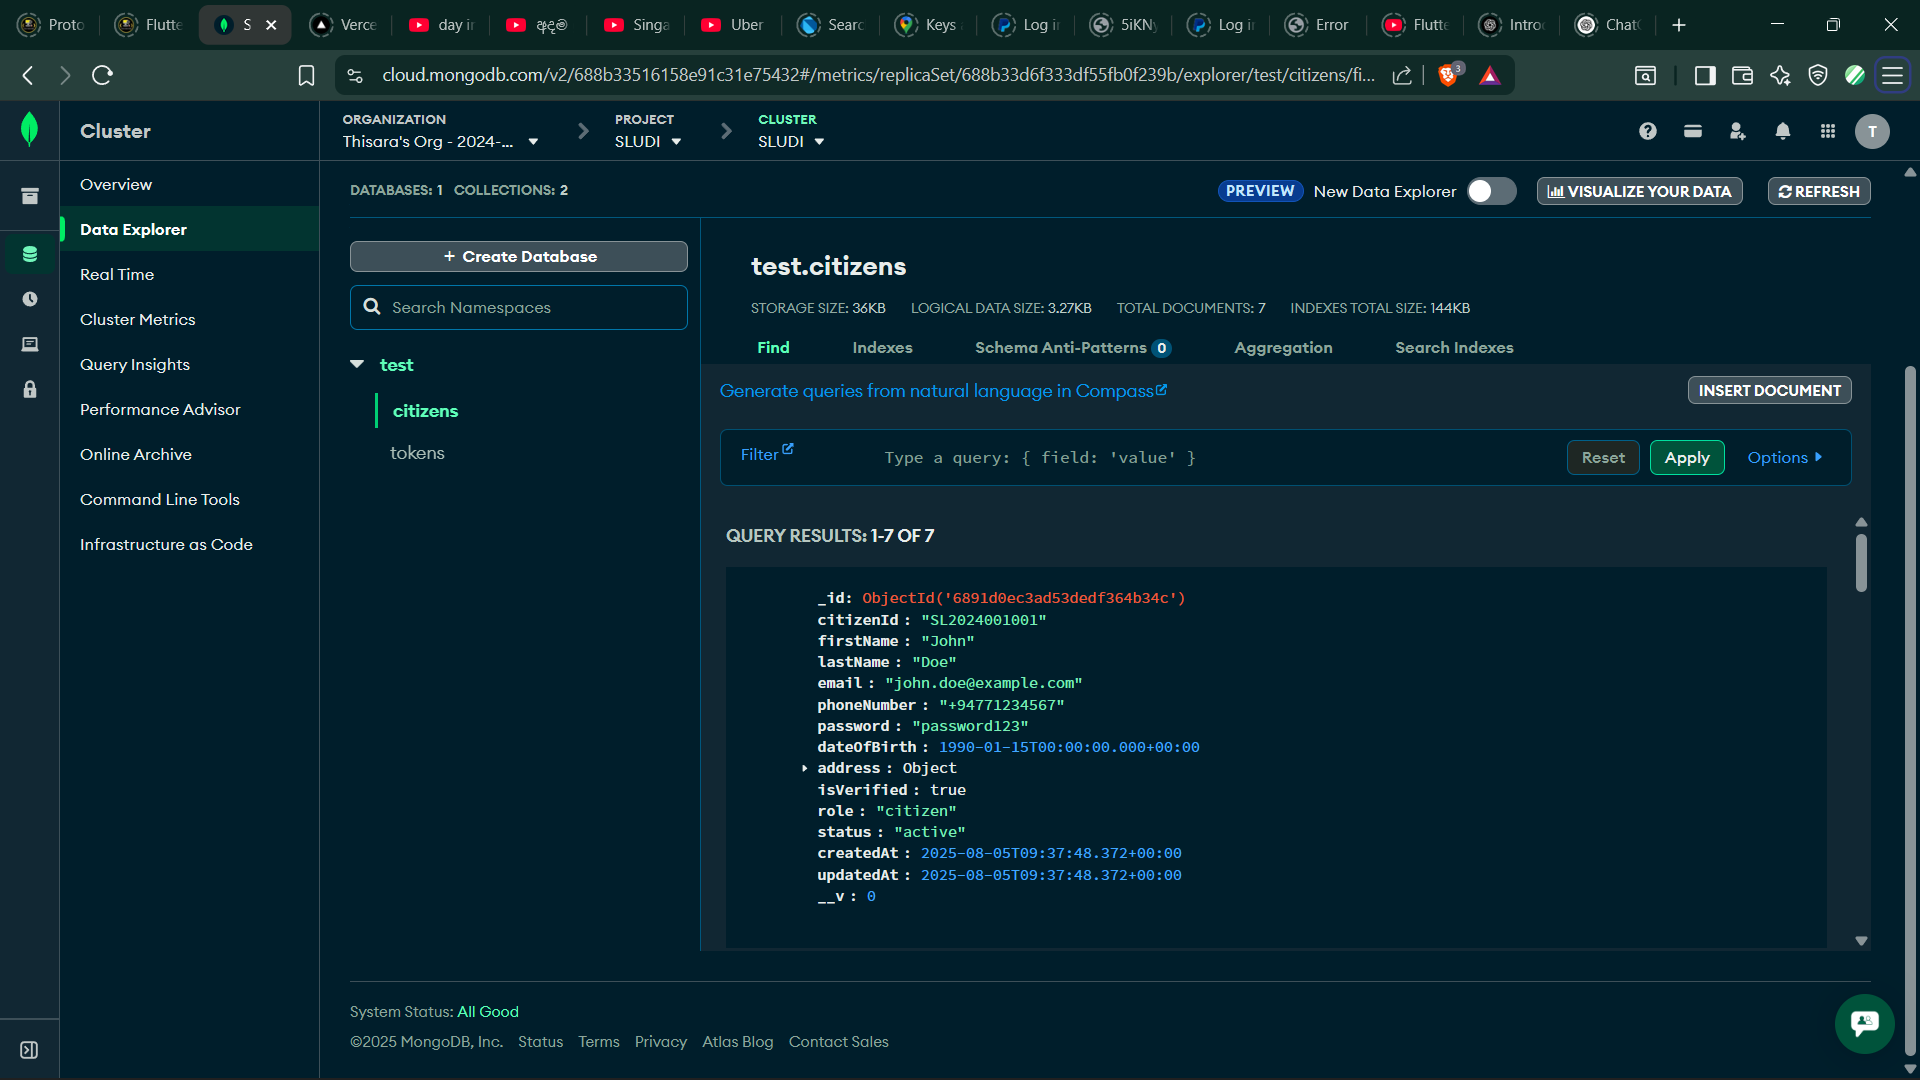 Proto
Flutte
S
Verce
day in
අදම
Singa
Uber
Searc
Keys
Log in
5iKNy
Log in
Error
Flutte
Intro
Chat
cloud.mongodb.com/v2/688b33516158e91c31e75432#/metrics/replicaSet/688b33d6f333df55fb0f239b/explorer/test/citizens/fi...
3
Cluster
ORGANIZATION
Thisara's Org - 2024-...
PROJECT
SLUDI
CLUSTER
SLUDI
T
Overview
Data Explorer
Real Time
Cluster Metrics
Query Insights
Performance Advisor
Online Archive
Command Line Tools
Infrastructure as Code
DATABASES: 1 COLLECTIONS: 2
PREVIEW New Data Explorer
VISUALIZE YOUR DATA
REFRESH
+ Create Database
Search Namespaces
test
citizens
tokens
test.citizens
STORAGE SIZE: 36KB LOGICAL DATA SIZE: 3.27KB TOTAL DOCUMENTS: 7 INDEXES TOTAL SIZE: 144KB
Find Indexes Schema Anti-Patterns 0 Aggregation Search Indexes
Generate queries from natural language in Compass
INSERT DOCUMENT
Filter Type a query: { field: 'value' } Reset Apply Options
QUERY RESULTS: 1-7 OF 7
_id: ObjectId('6891d0ec3ad53dedf364b34c')
citizenId : "SL2024001001"
firstName : "John"
lastName : "Doe"
email : "john.doe@example.com"
phoneNumber : "+94771234567"
password : "password123"
dateOfBirth : 1990-01-15T00:00:00.000+00:00
address : Object
isVerified : true
role : "citizen"
status : "active"
createdAt : 2025-08-05T09:37:48.372+00:00
updatedAt : 2025-08-05T09:37:48.372+00:00
__v : 0
System Status: All Good
©2025 MongoDB, Inc. Status Terms Privacy Atlas Blog Contact Sales